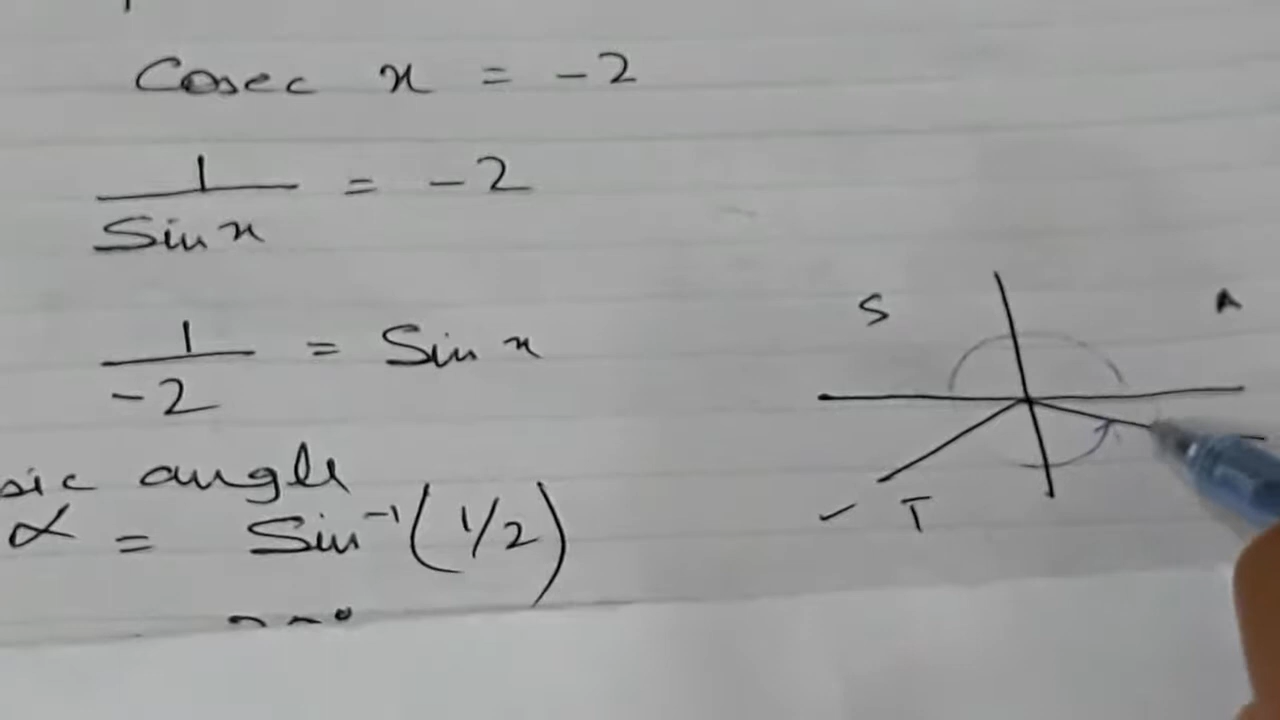 Cosec x = -2
1
Sin x = -2
1
-2 = Sin x
sic angle
α = Sin⁻¹(1/2)
S A
T